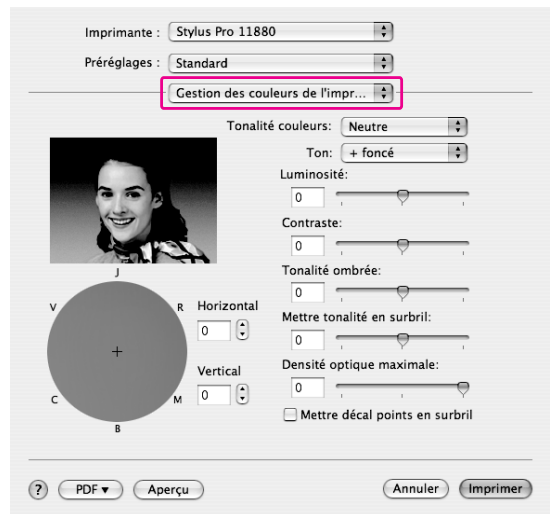 Imprimante : Stylus Pro 11880
Préréglages : Standard
Gestion des couleurs de l'impr...
Tonalité couleurs: Neutre
Ton: + foncé
Luminosité:
0
Contraste:
0
Tonalité ombrée:
0
Mettre tonalité en surbril:
0
Densité optique maximale:
0
Mettre décal points en surbril
J
V R
C M
B
Horizontal
0
Vertical
0
? PDF▼ Aperçu Annuler Imprimer